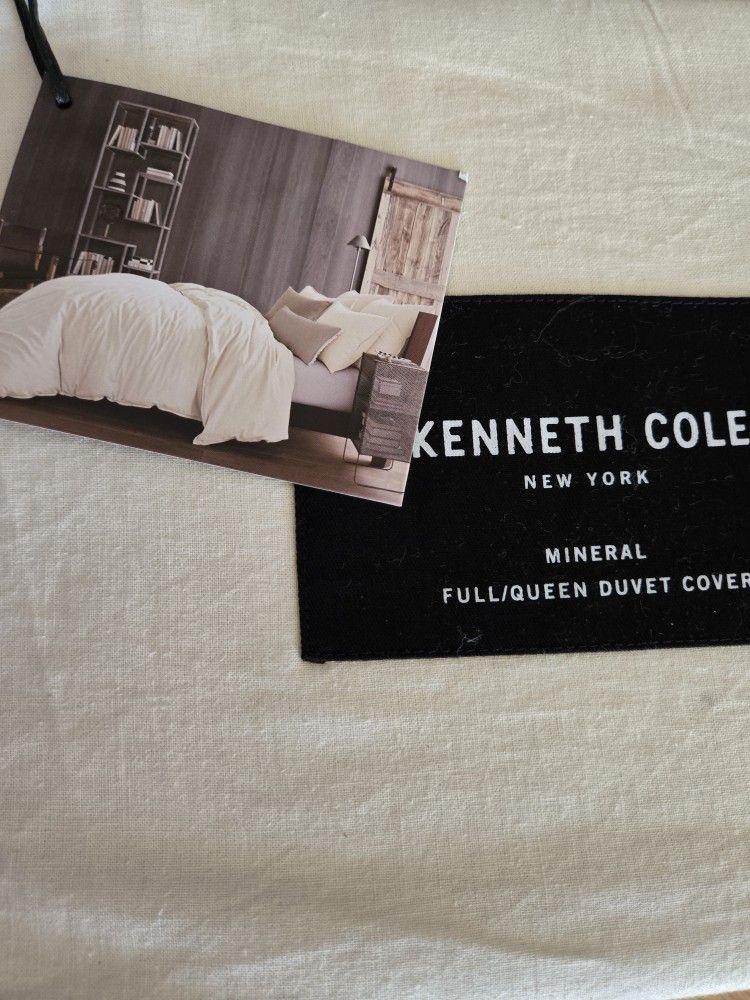 KENNETH COLE
NEW YORK
MINERAL
FULL/QUEEN DUVET COVER